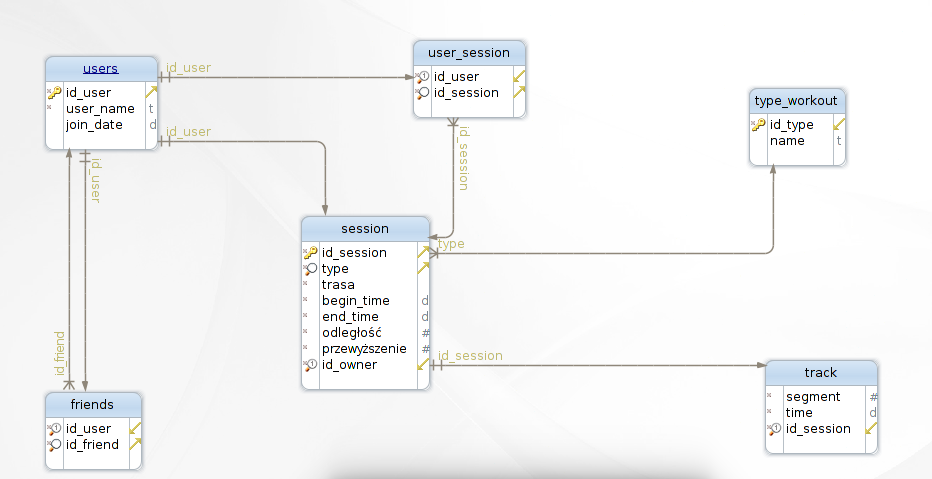 users
id_user
user_name t
join_date d
id_user
id_user
id_user
id_friend
friends
id_user
id_friend
user_session
id_user
id_session
id_session
session
id_session
type
trasa
begin_time d
end_time d
odległość #
przewyższenie #
id_owner
type
id_session
type_workout
id_type
name t
track
segment #
time d
id_session